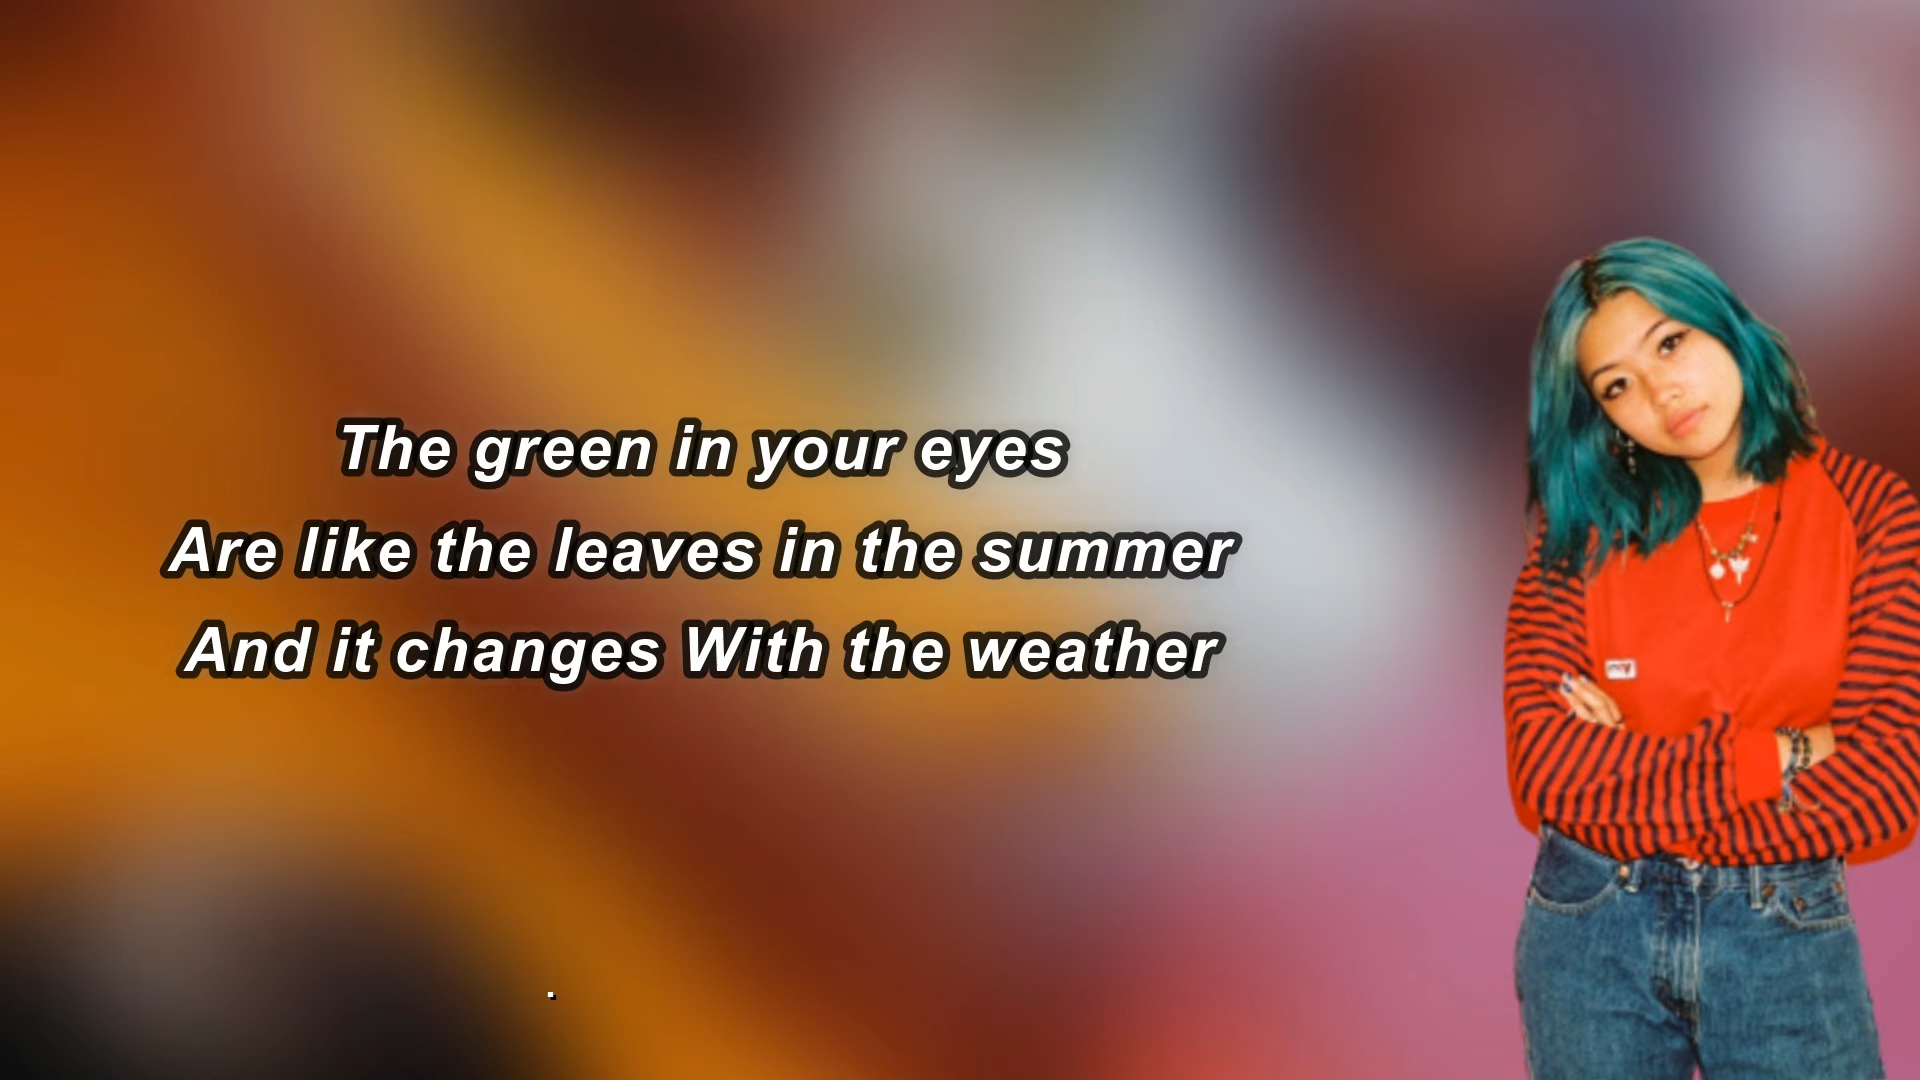 The green in your eyes
Are like the leaves in the summer
And it changes With the weather
.